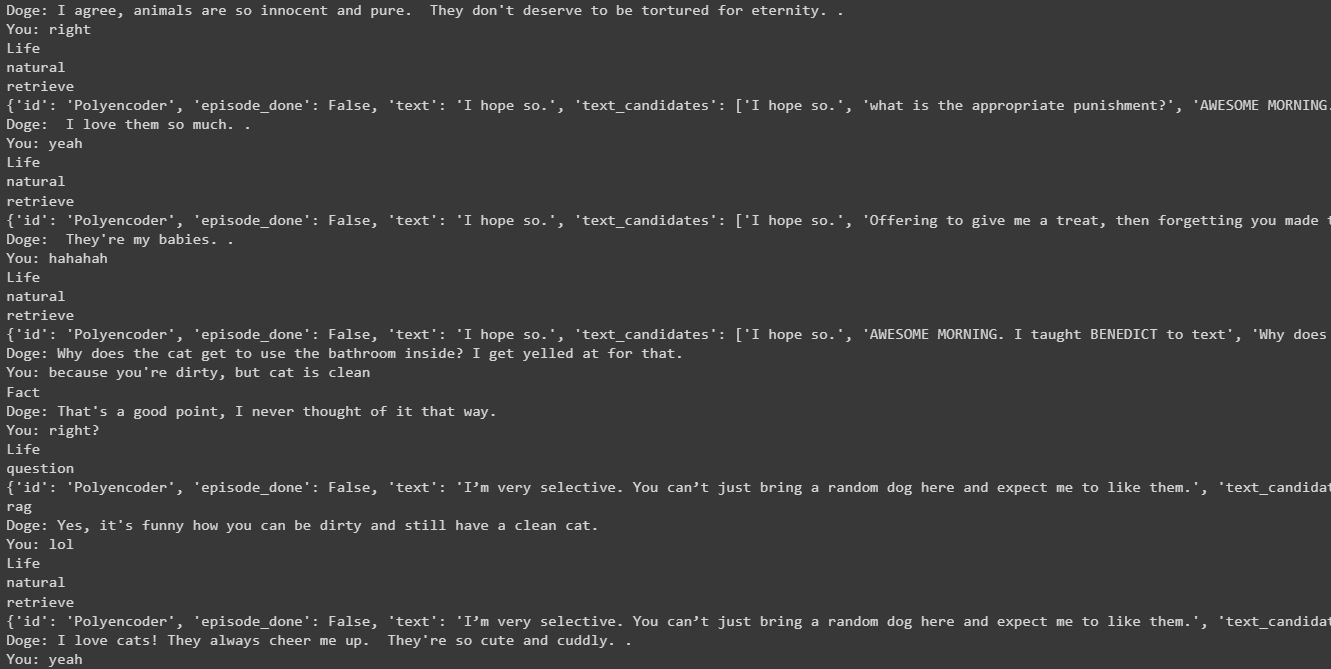 Doge: I agree, animals are so innocent and pure.  They don't deserve to be tortured for eternity. .
You: right
Life
natural
retrieve
{'id': 'Polyencoder', 'episode_done': False, 'text': 'I hope so.', 'text_candidates': ['I hope so.', 'what is the appropriate punishment?', 'AWESOME MORNING.
Doge:  I love them so much. .
You: yeah
Life
natural
retrieve
{'id': 'Polyencoder', 'episode_done': False, 'text': 'I hope so.', 'text_candidates': ['I hope so.', 'Offering to give me a treat, then forgetting you made
Doge:  They're my babies. .
You: hahahah
Life
natural
retrieve
{'id': 'Polyencoder', 'episode_done': False, 'text': 'I hope so.', 'text_candidates': ['I hope so.', 'AWESOME MORNING. I taught BENEDICT to text', 'Why does
Doge: Why does the cat get to use the bathroom inside? I get yelled at for that.
You: because you're dirty, but cat is clean
Fact
Doge: That's a good point, I never thought of it that way.
You: right?
Life
question
{'id': 'Polyencoder', 'episode_done': False, 'text': 'I’m very selective. You can’t just bring a random dog here and expect me to like them.', 'text_candidat
rag
Doge: Yes, it's funny how you can be dirty and still have a clean cat.
You: lol
Life
natural
retrieve
{'id': 'Polyencoder', 'episode_done': False, 'text': 'I’m very selective. You can’t just bring a random dog here and expect me to like them.', 'text_candidat
Doge: I love cats! They always cheer me up.  They're so cute and cuddly. .
You: yeah